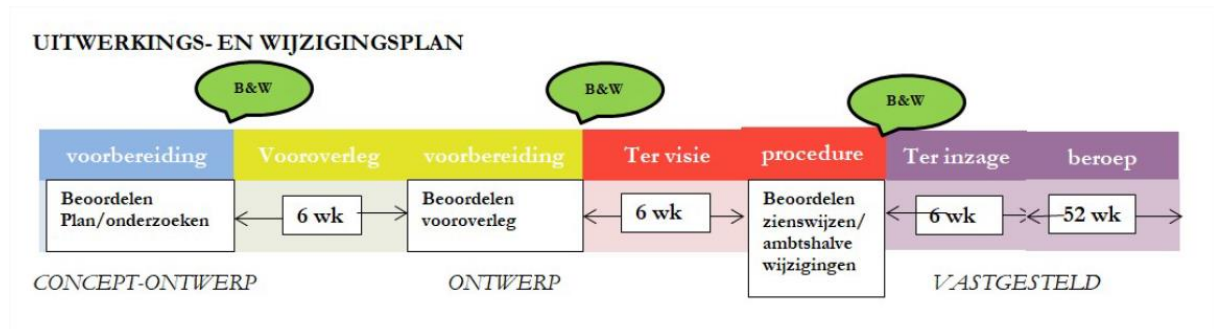 UITWERKINGS- EN WIJZIGINGSPLAN
B&W
B&W
B&W
voorbereiding
Vooroverleg
voorbereiding
Ter visie
procedure
Ter inzage
beroep
Beoordelen
Plan/onderzoeken
6 wk
Beoordelen
vooroverleg
6 wk
Beoordelen
zienswijzen/
ambtshalve
wijzigingen
6 wk
52 wk
CONCEPT-ONTWERP
ONTWERP
VASTGESTELD